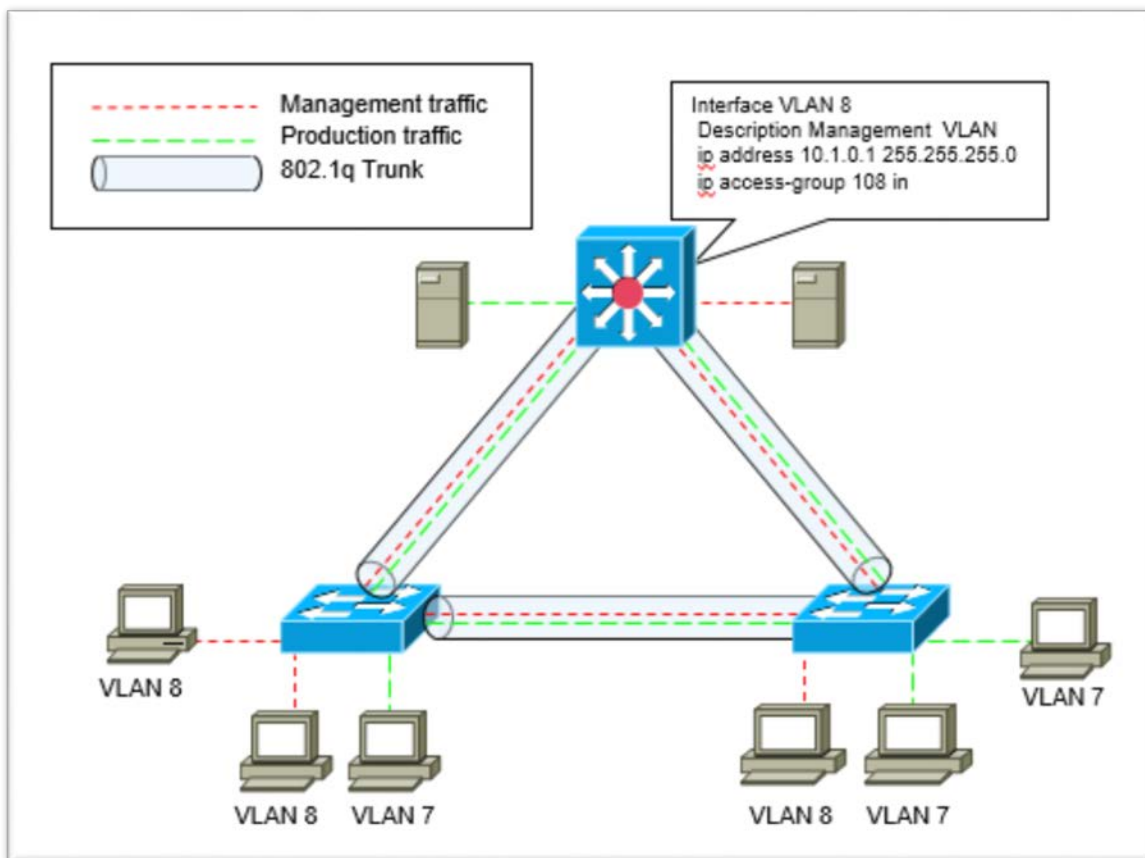 Management traffic
Production traffic
802.1q Trunk
Interface VLAN 8
Description Management VLAN
ip address 10.1.0.1 255.255.255.0
ip access-group 108 in
VLAN 8
VLAN 7
VLAN 8
VLAN 7
VLAN 8
VLAN 7